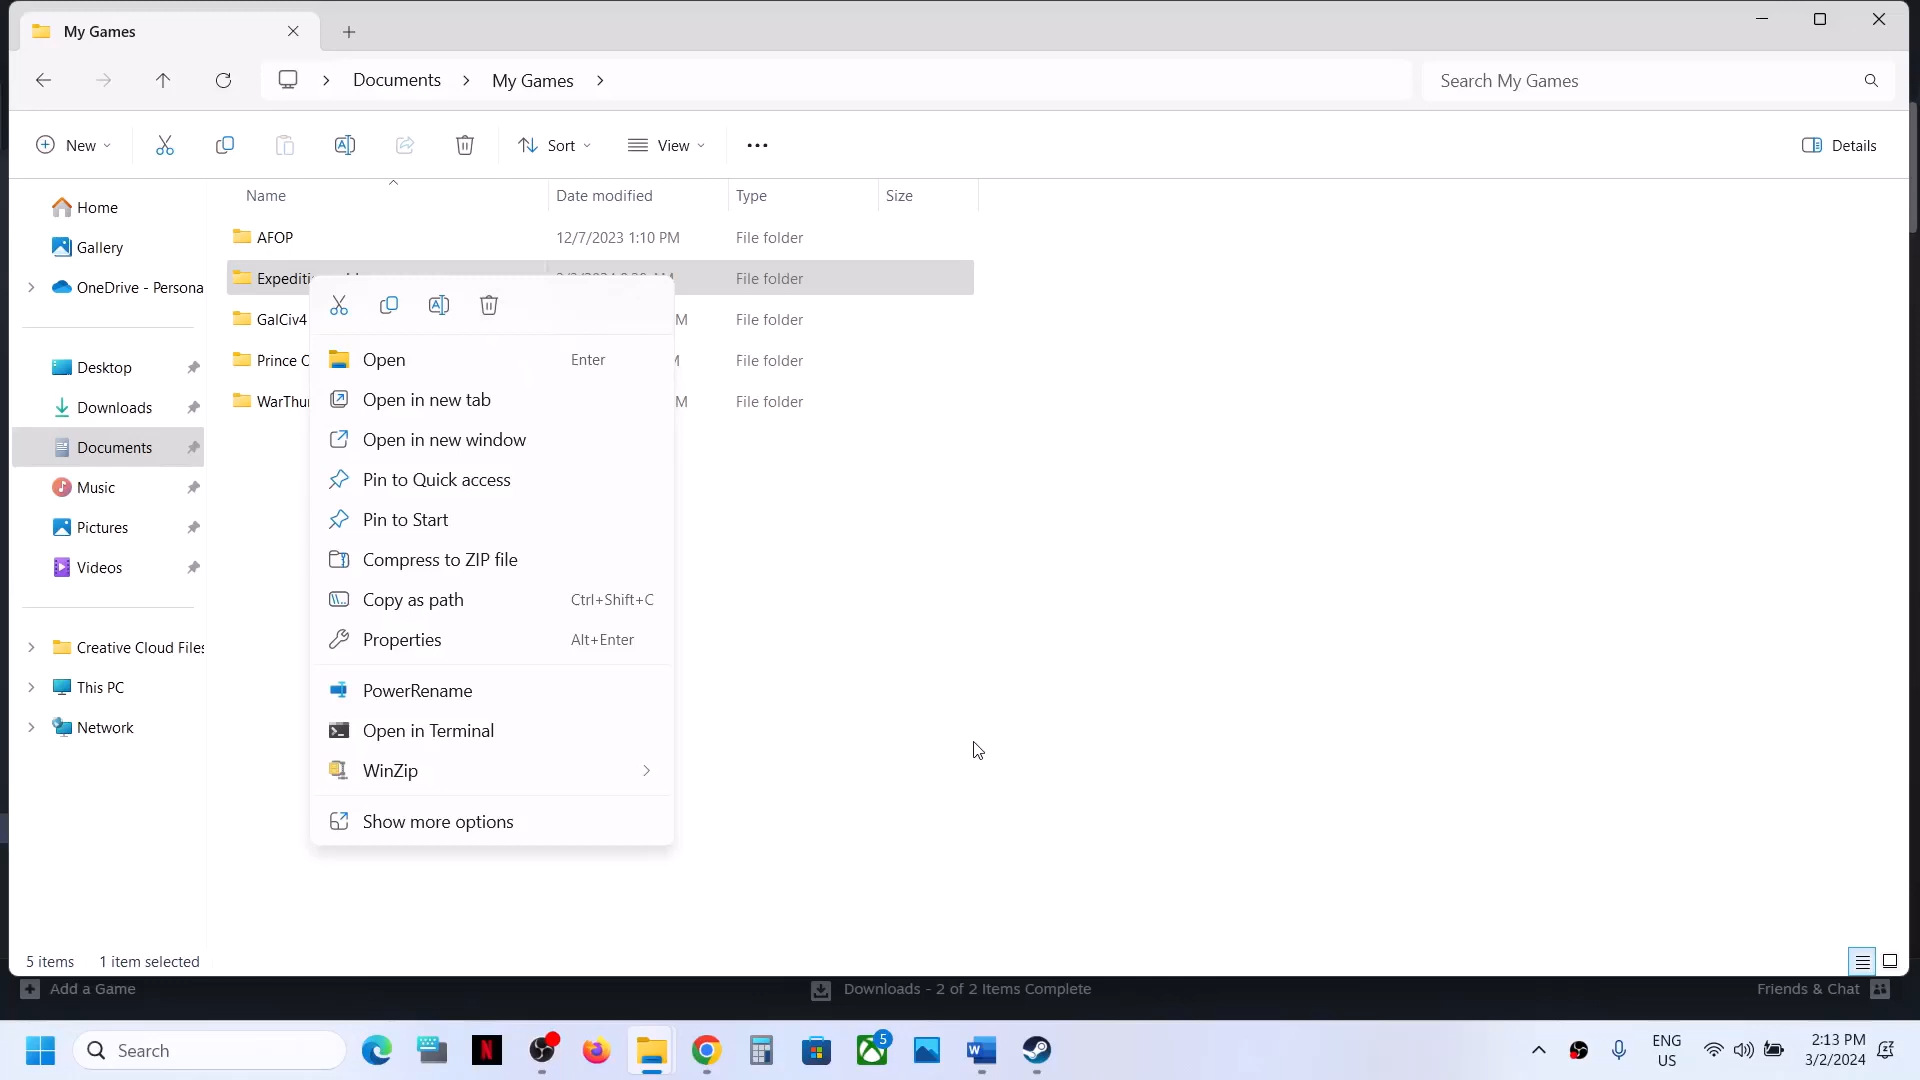 My Games
Documents
My Games
Search My Games
New
Sort
View
Details
Name
Date modified
Type
Size
Home
Gallery
OneDrive - Persona
Desktop
Downloads
Documents
Music
Pictures
Videos
Creative Cloud Files
This PC
Network
AFOP 12/7/2023 1:10 PM File folder
File folder
GalCiv4 M File folder
Prince File folder
M File folder
Open Enter
Open in new tab
Open in new window
Pin to Quick access
Pin to Start
Compress to ZIP file
Copy as path Ctrl+Shift+C
Properties Alt+Enter
PowerRename
Open in Terminal
WinZip
Show more options
5 items 1 item selected
Add a Game
Downloads - 2 of 2 Items Complete
Friends & Chat
Search
5
ENG
US
2:13 PM
3/2/2024